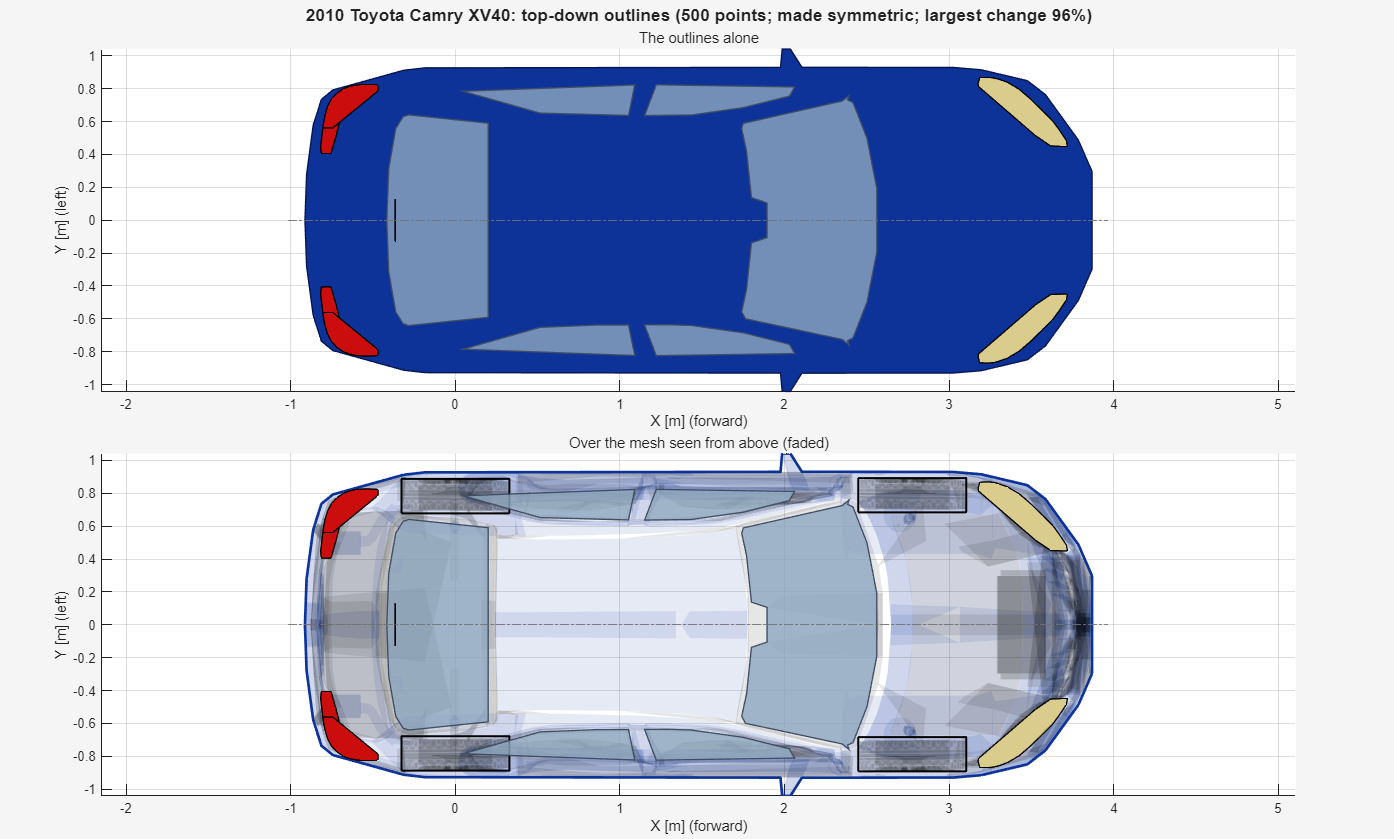 2010 Toyota Camry XV40: top-down outlines (500 points; made symmetric; largest change 96%)
The outlines alone
1
0.8
0.6
0.4
0.2
0
-0.2
-0.4
-0.6
-0.8
-1
Y [m] (left)
-2 -1 0 1 2 3 4 5
X [m] (forward)
Over the mesh seen from above (faded)
1
0.8
0.6
0.4
0.2
0
-0.2
-0.4
-0.6
-0.8
-1
Y [m] (left)
-2 -1 0 1 2 3 4 5
X [m] (forward)